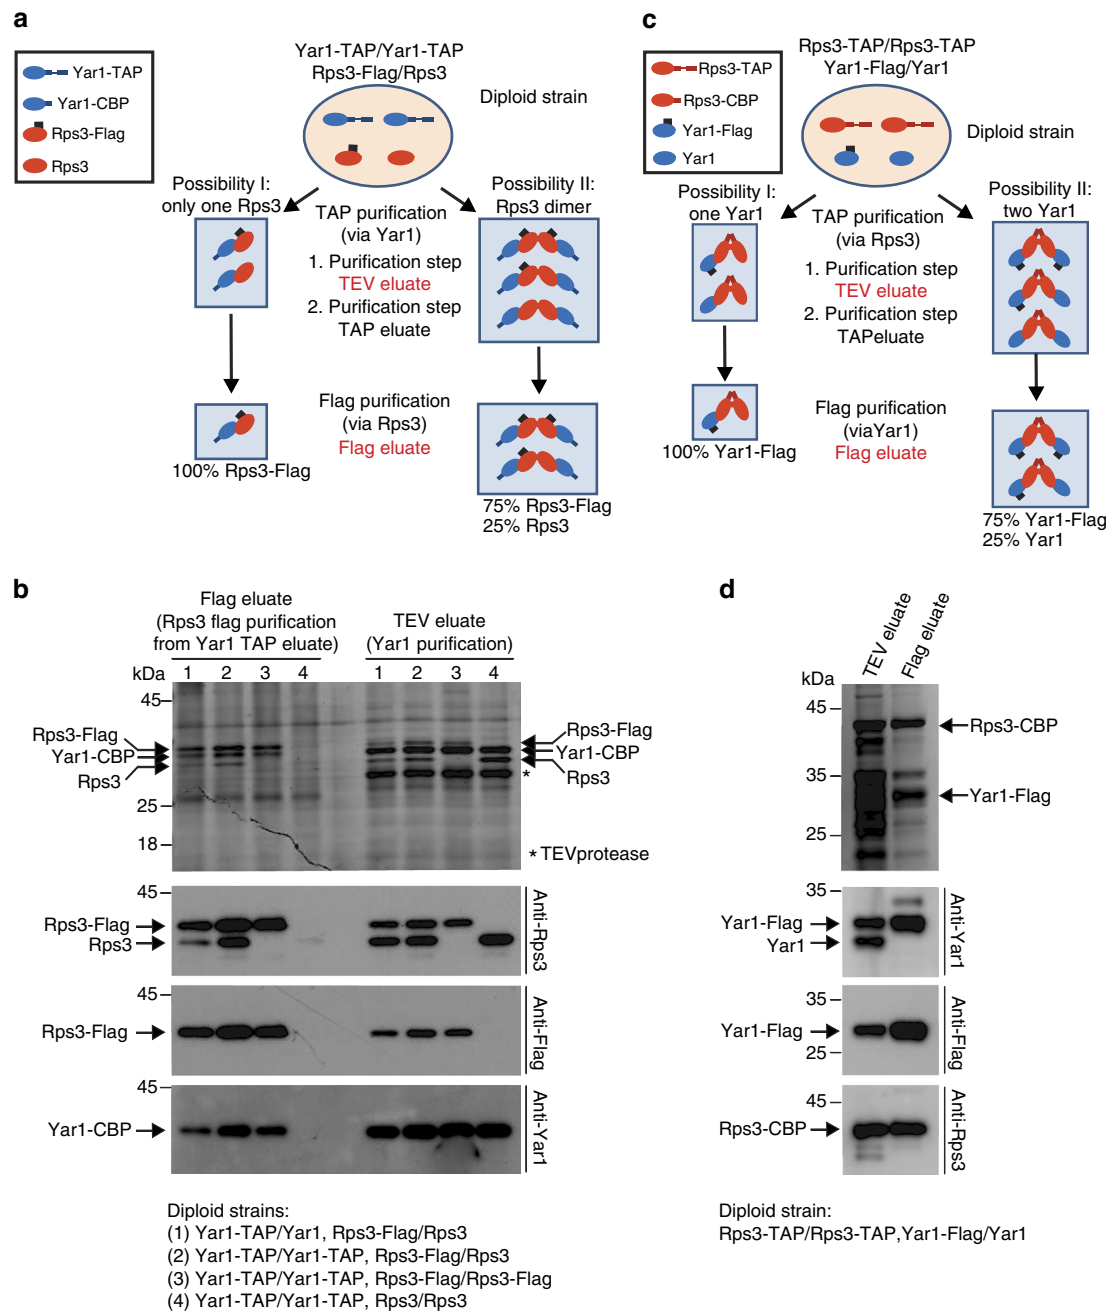 a
Yar1-TAP
Yar1-CBP
Rps3-Flag
Rps3
Yar1-TAP/Yar1-TAP
Rps3-Flag/Rps3
Diploid strain
Possibility I:
only one Rps3
TAP purification
(via Yar1)
1. Purification step
TEV eluate
2. Purification step
TAP eluate
Possibility II:
Rps3 dimer
Flag purification
(via Rps3)
Flag eluate
100% Rps3-Flag
75% Rps3-Flag
25% Rps3
c
Rps3-TAP
Rps3-CBP
Yar1-Flag
Yar1
Rps3-TAP/Rps3-TAP
Yar1-Flag/Yar1
Diploid strain
Possibility I:
one Yar1
TAP purification
(via Rps3)
1. Purification step
TEV eluate
2. Purification step
TAPeluate
Possibility II:
two Yar1
Flag purification
(viaYar1)
Flag eluate
100% Yar1-Flag
75% Yar1-Flag
25% Yar1
b
Flag eluate
(Rps3 flag purification
from Yar1 TAP eluate)
TEV eluate
(Yar1 purification)
kDa 1 2 3 4 1 2 3 4
45
Rps3-Flag
Yar1-CBP
Rps3
25
18
Rps3-Flag
Yar1-CBP
Rps3
*
* TEVprotease
45
Rps3-Flag
Rps3
Anti-Rps3
45
Rps3-Flag
Anti-Flag
45
Yar1-CBP
Anti-Yar1
Diploid strains:
(1) Yar1-TAP/Yar1, Rps3-Flag/Rps3
(2) Yar1-TAP/Yar1-TAP, Rps3-Flag/Rps3
(3) Yar1-TAP/Yar1-TAP, Rps3-Flag/Rps3-Flag
(4) Yar1-TAP/Yar1-TAP, Rps3/Rps3
d
TEV eluate
Flag eluate
kDa
45
Rps3-CBP
35
Yar1-Flag
25
35
Yar1-Flag
Yar1
Anti-Yar1
35
Yar1-Flag
25
Anti-Flag
45
Rps3-CBP
Anti-Rps3
Diploid strain:
Rps3-TAP/Rps3-TAP,Yar1-Flag/Yar1